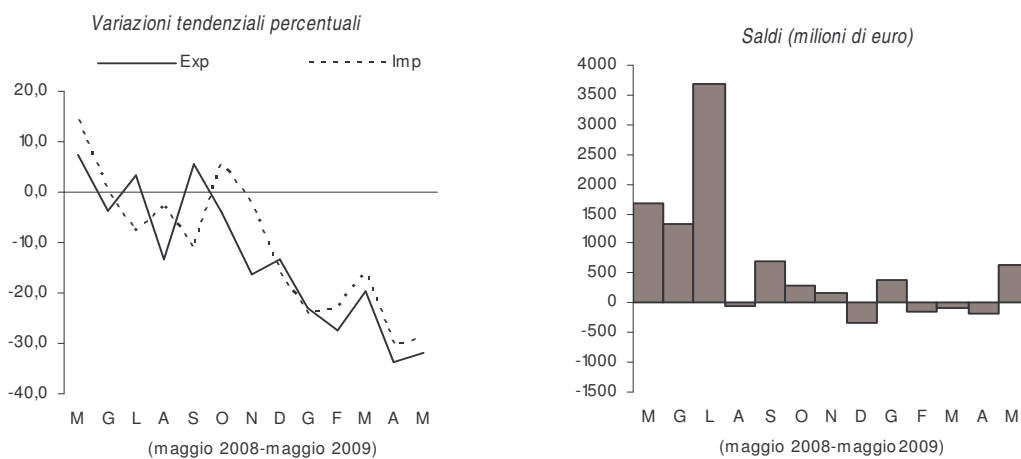 Variazioni tendenziali percentuali
Exp
Imp
20,0
10,0
0,0
-10,0
-20,0
-30,0
-40,0
M G L A S O N D G F M A M
(maggio 2008-maggio 2009)
Saldi (milioni di euro)
4000
3500
3000
2500
2000
1500
1000
500
0
-500
-1000
-1500
M G L A S O N D G F M A M
(maggio 2008-maggio2009)